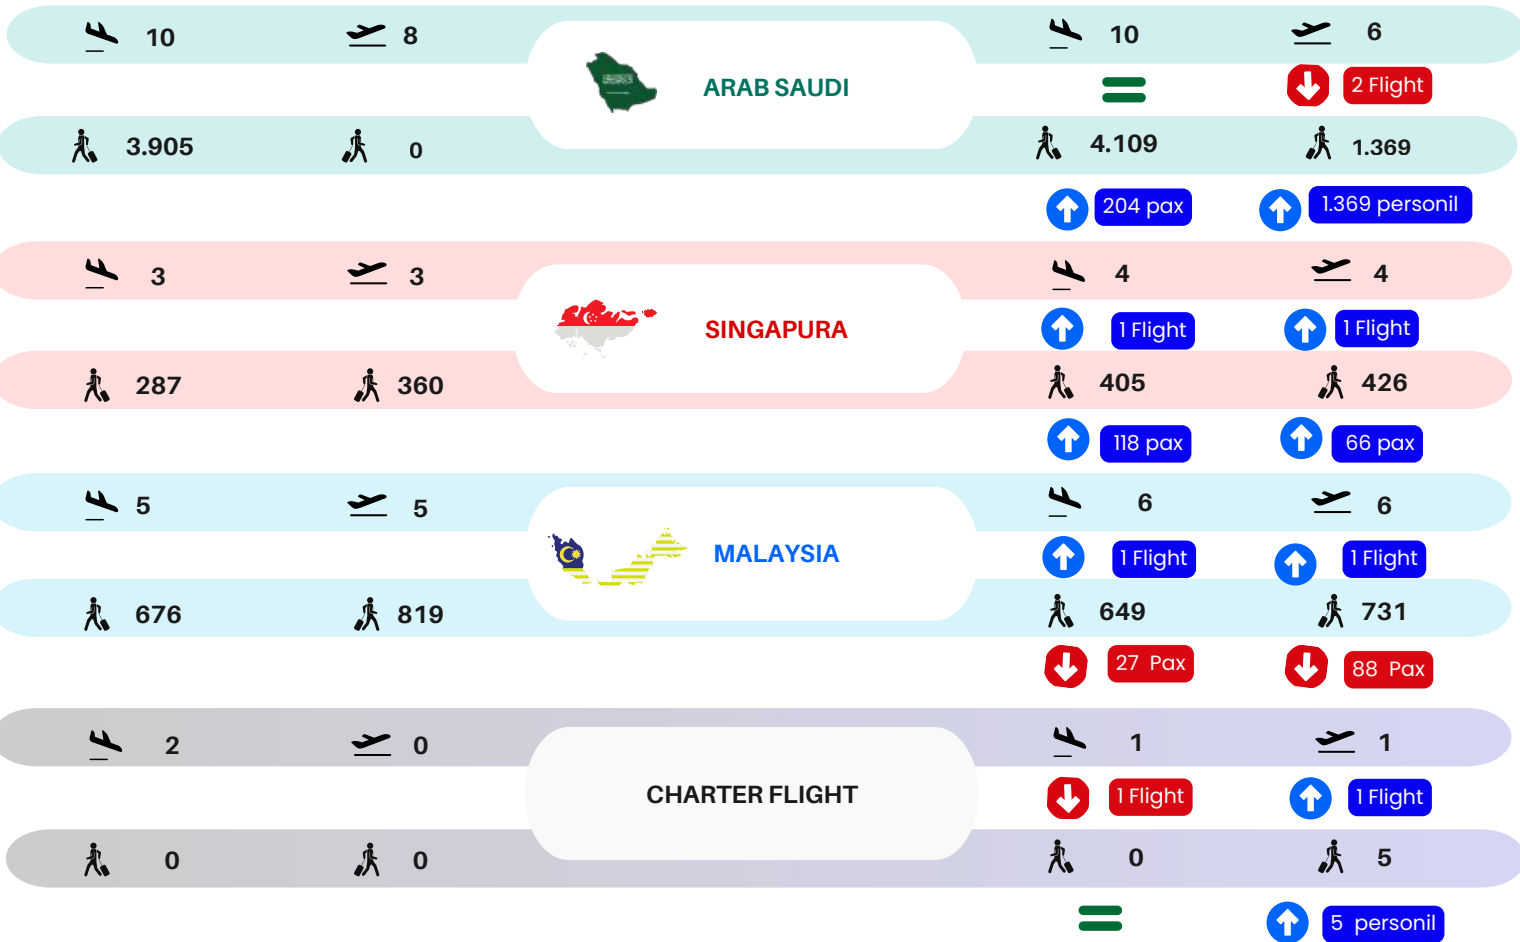 10 8 10 6
ARAB SAUDI
2 Flight
3.905 0 4.109 1.369
204 pax 1.369 personil
3 3 4 4
SINGAPURA
1 Flight 1 Flight
287 360 405 426
118 pax 66 pax
5 5 6 6
MALAYSIA
1 Flight 1 Flight
676 819 649 731
27 Pax 88 Pax
2 0 1 1
CHARTER FLIGHT
1 Flight 1 Flight
0 0 0 5
5 personil